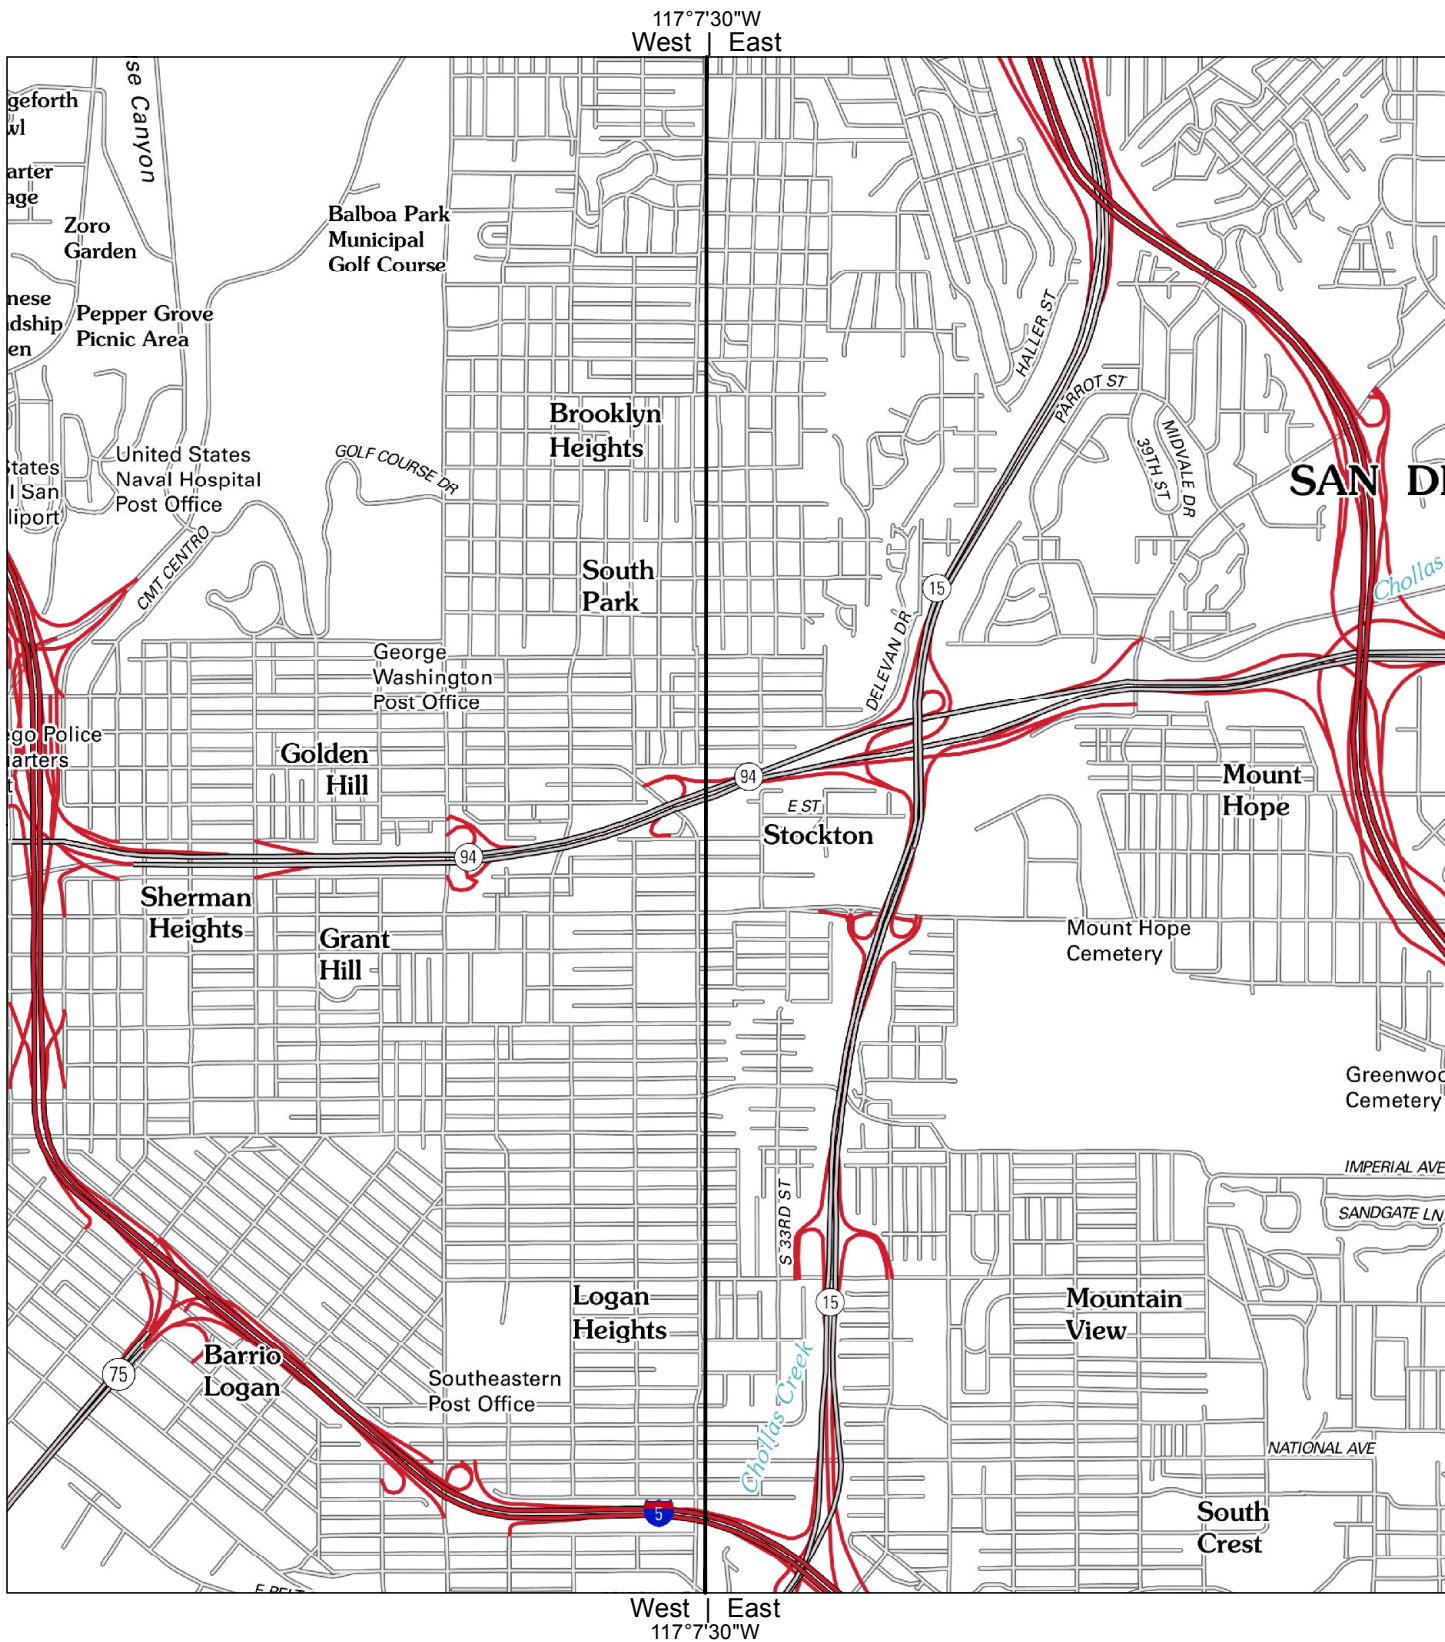 117°7'30"W
West | East
se Canyon
geforth
wl
arter
age
Zoro
Garden
Balboa Park
Municipal
Golf Course
nese
dship
en
Pepper Grove
Picnic Area
HALLER ST
PARROT ST
Brooklyn
Heights
MIDVALE DR
39TH ST
United States
Naval Hospital
Post Office
GOLF COURSE DR
States
l San
liport
SAN DI
CMT CENTRO
South
Park
15
Chollas
DELEVAN DR
George
Washington
Post Office
ego Police
uarters
t
Golden
Hill
94
E ST
Stockton
Mount
Hope
94
Sherman
Heights
Grant
Hill
Mount Hope
Cemetery
Greenwoo
Cemetery
IMPERIAL AVE
SANDGATE LN
S 33RD ST
Logan
Heights
15
Mountain
View
Barrio
Logan
75
Southeastern
Post Office
Chollas Creek
NATIONAL AVE
5
South
Crest
E BELT
West | East
117°7'30"W